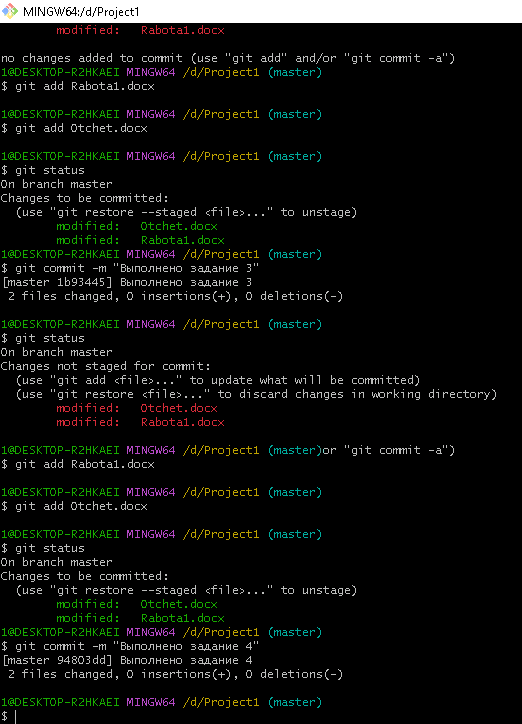 MINGW64:/d/Project1
modified: Rabota1.docx
no changes added to commit (use "git add" and/or "git commit -a")
1@DESKTOP-R2HKAEI MINGW64 /d/Project1 (master)
$ git add Rabota1.docx
1@DESKTOP-R2HKAEI MINGW64 /d/Project1 (master)
$ git add Otchet.docx
1@DESKTOP-R2HKAEI MINGW64 /d/Project1 (master)
$ git status
On branch master
Changes to be committed:
(use "git restore --staged <file>..." to unstage)
modified: Otchet.docx
modified: Rabota1.docx
1@DESKTOP-R2HKAEI MINGW64 /d/Project1 (master)
$ git commit -m "Выполнено задание 3"
[master 1b93445] Выполнено задание 3
2 files changed, 0 insertions(+), 0 deletions(-)
1@DESKTOP-R2HKAEI MINGW64 /d/Project1 (master)
$ git status
On branch master
Changes not staged for commit:
(use "git add <file>..." to update what will be committed)
(use "git restore <file>..." to discard changes in working directory)
modified: Otchet.docx
modified: Rabota1.docx
1@DESKTOP-R2HKAEI MINGW64 /d/Project1 (master)or "git commit -a")
$ git add Rabota1.docx
1@DESKTOP-R2HKAEI MINGW64 /d/Project1 (master)
$ git add Otchet.docx
1@DESKTOP-R2HKAEI MINGW64 /d/Project1 (master)
$ git status
On branch master
Changes to be committed:
(use "git restore --staged <file>..." to unstage)
modified: Otchet.docx
modified: Rabota1.docx
1@DESKTOP-R2HKAEI MINGW64 /d/Project1 (master)
$ git commit -m "Выполнено задание 4"
[master 94803dd] Выполнено задание 4
2 files changed, 0 insertions(+), 0 deletions(-)
1@DESKTOP-R2HKAEI MINGW64 /d/Project1 (master)
$